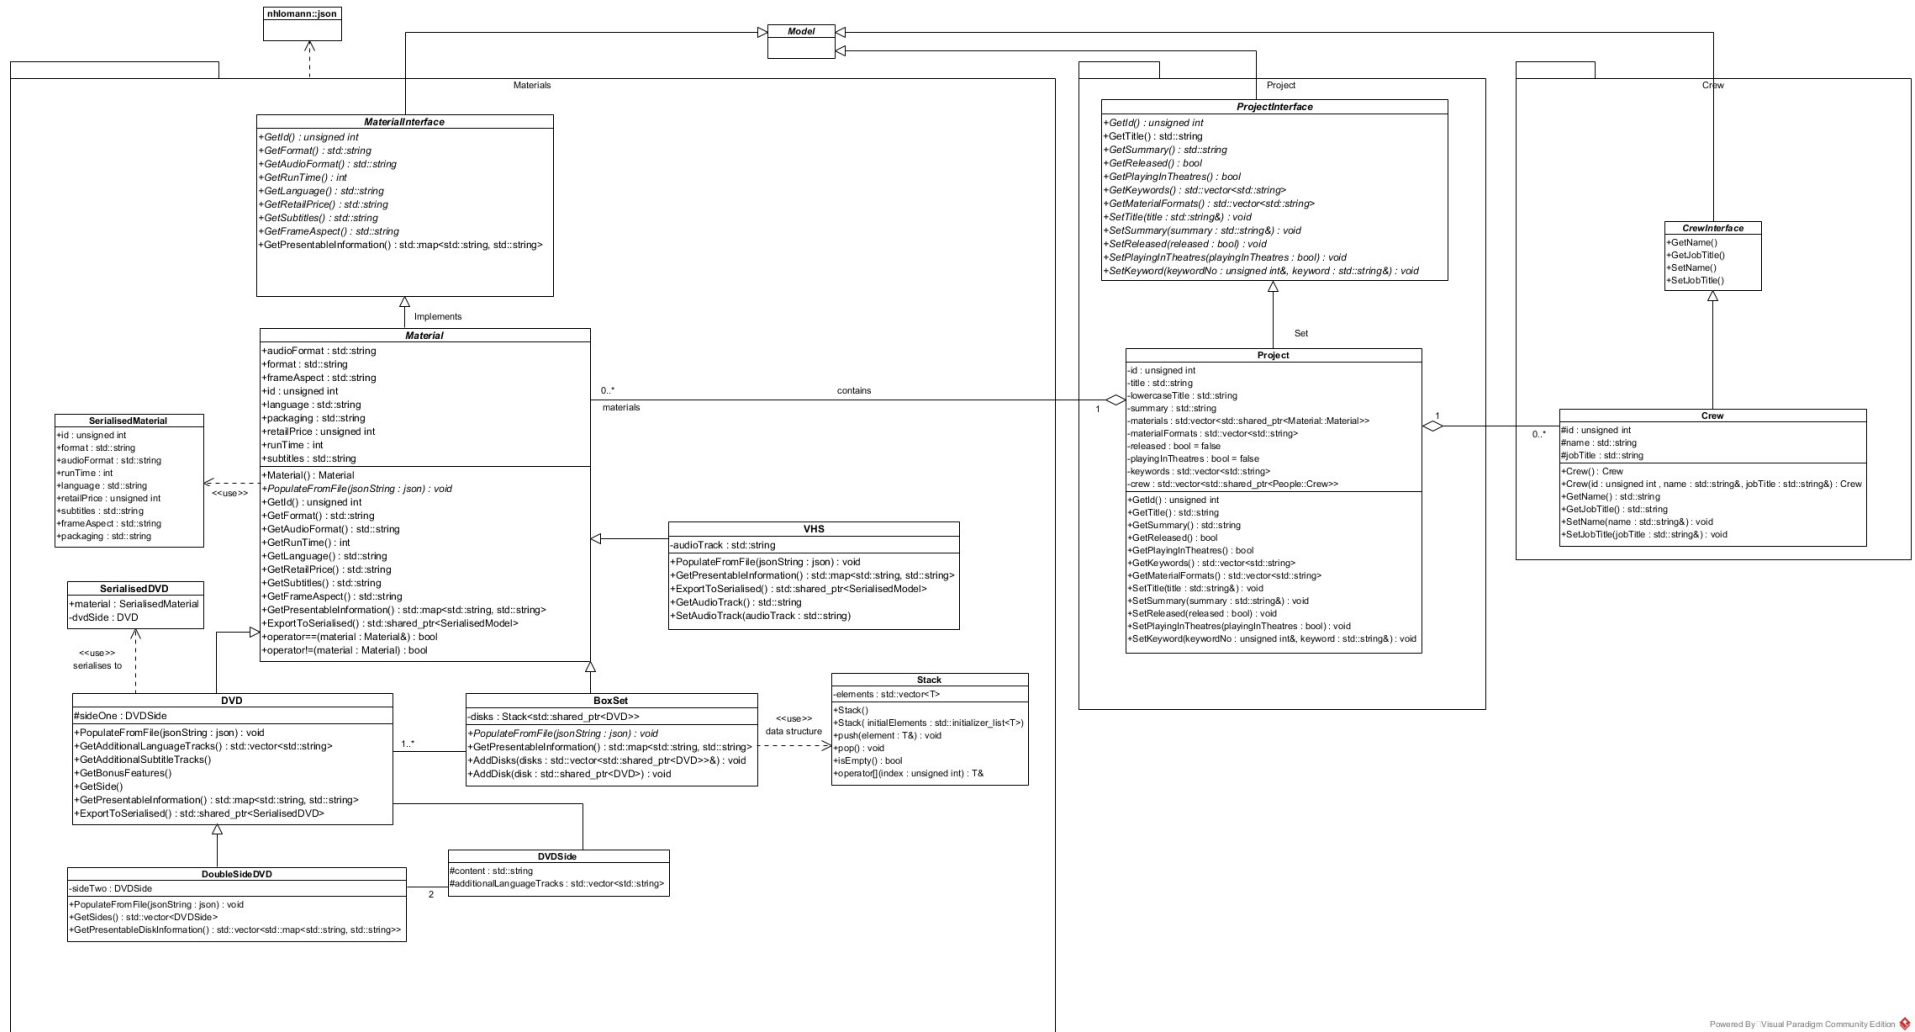 nhlomann::json
Model
Materials
Project
Crew
MaterialInterface
+GetId() : unsigned int
+GetFormat() : std::string
+GetAudioFormat() : std::string
+GetRunTime() : int
+GetLanguage() : std::string
+GetRetailPrice() : std::string
+GetSubtitles() : std::string
+GetFrameAspect() : std::string
+GetPresentableInformation() : std::map<std::string, std::string>
Implements
Material
+audioFormat : std::string
+format : std::string
+frameAspect : std::string
+id : unsigned int
+language : std::string
+packaging : std::string
+retailPrice : unsigned int
+runTime : int
+subtitles : std::string
+Material() : Material
+PopulateFromFile(jsonString : json) : void
+GetId() : unsigned int
+GetFormat() : std::string
+GetAudioFormat() : std::string
+GetRunTime() : int
+GetLanguage() : std::string
+GetRetailPrice() : std::string
+GetSubtitles() : std::string
+GetFrameAspect() : std::string
+GetPresentableInformation() : std::map<std::string, std::string>
+ExportToSerialised() : std::shared_ptr<SerialisedModel>
+operator==(material : Material&) : bool
+operator!=(material : Material) : bool
SerialisedMaterial
+id : unsigned int
+format : std::string
+audioFormat : std::string
+runTime : int
+language : std::string
+retailPrice : unsigned int
+subtitles : std::string
+frameAspect : std::string
+packaging : std::string
<<use>>
SerialisedDVD
+material : SerialisedMaterial
-dvdSide : DVD
<<use>>
serialises to
VHS
-audioTrack : std::string
+PopulateFromFile(jsonString : json) : void
+GetPresentableInformation() : std::map<std::string, std::string>
+ExportToSerialised() : std::shared_ptr<SerialisedModel>
+GetAudioTrack() : std::string
+SetAudioTrack(audioTrack : std::string)
DVD
#sideOne : DVDSide
+PopulateFromFile(jsonString : json) : void
+GetAdditionalLanguageTracks() : std::vector<std::string>
+GetAdditionalSubtitleTracks()
+GetBonusFeatures()
+GetSide()
+GetPresentableInformation() : std::map<std::string, std::string>
+ExportToSerialised() : std::shared_ptr<SerialisedDVD>
1..*
BoxSet
-disks : Stack<std::shared_ptr<DVD>>
+PopulateFromFile(jsonString : json) : void
+GetPresentableInformation() : std::map<std::string, std::string>
+AddDisks(disks : std::vector<std::shared_ptr<DVD>>&) : void
+AddDisk(disk : std::shared_ptr<DVD>) : void
<<use>>
data structure
Stack
-elements : std::vector<T>
+Stack()
+Stack( initialElements : std::initializer_list<T>)
+push(element : T&) : void
+pop() : void
+isEmpty() : bool
+operator[](index : unsigned int) : T&
DoubleSideDVD
-sideTwo : DVDSide
+PopulateFromFile(jsonString : json) : void
+GetSides() : std::vector<DVDSide>
+GetPresentableDiskInformation() : std::vector<std::map<std::string, std::string>>
2
DVDSide
#content : std::string
#additionalLanguageTracks : std::vector<std::string>
0..*
materials
contains
1
ProjectInterface
+GetId() : unsigned int
+GetTitle() : std::string
+GetSummary() : std::string
+GetReleased() : bool
+GetPlayingInTheatres() : bool
+GetKeywords() : std::vector<std::string>
+GetMaterialFormats() : std::vector<std::string>
+SetTitle(title : std::string&) : void
+SetSummary(summary : std::string&) : void
+SetReleased(released : bool) : void
+SetPlayingInTheatres(playingInTheatres : bool) : void
+SetKeyword(keywordNo : unsigned int&, keyword : std::string&) : void
Set
Project
-id : unsigned int
-title : std::string
-lowercaseTitle : std::string
-summary : std::string
-materials : std:vector<std::shared_ptr<Material::Material>>
-materialFormats : std::vector<std::string>
-released : bool = false
-playingInTheatres : bool = false
-keywords : std::vector<std::string>
-crew : std::vector<std::shared_ptr<People::Crew>>
+GetId() : unsigned int
+GetTitle() : std::string
+GetSummary() : std::string
+GetReleased() : bool
+GetPlayingInTheatres() : bool
+GetKeywords() : std::vector<std::string>
+GetMaterialFormats() : std::vector<std::string>
+SetTitle(title : std::string&) : void
+SetSummary(summary : std::string&) : void
+SetReleased(released : bool) : void
+SetPlayingInTheatres(playingInTheatres : bool) : void
+SetKeyword(keywordNo : unsigned int&, keyword : std::string&) : void
1
0..*
CrewInterface
+GetName()
+GetJobTitle()
+SetName()
+SetJobTitle()
Crew
#id : unsigned int
#name : std::string
#jobTitle : std::string
+Crew() : Crew
+Crew(id : unsigned int , name : std::string&, jobTitle : std::string&) : Crew
+GetName() : std::string
+GetJobTitle() : std::string
+SetName(name : std::string&) : void
+SetJobTitle(jobTitle : std::string&) : void
Powered By Visual Paradigm Community Edition